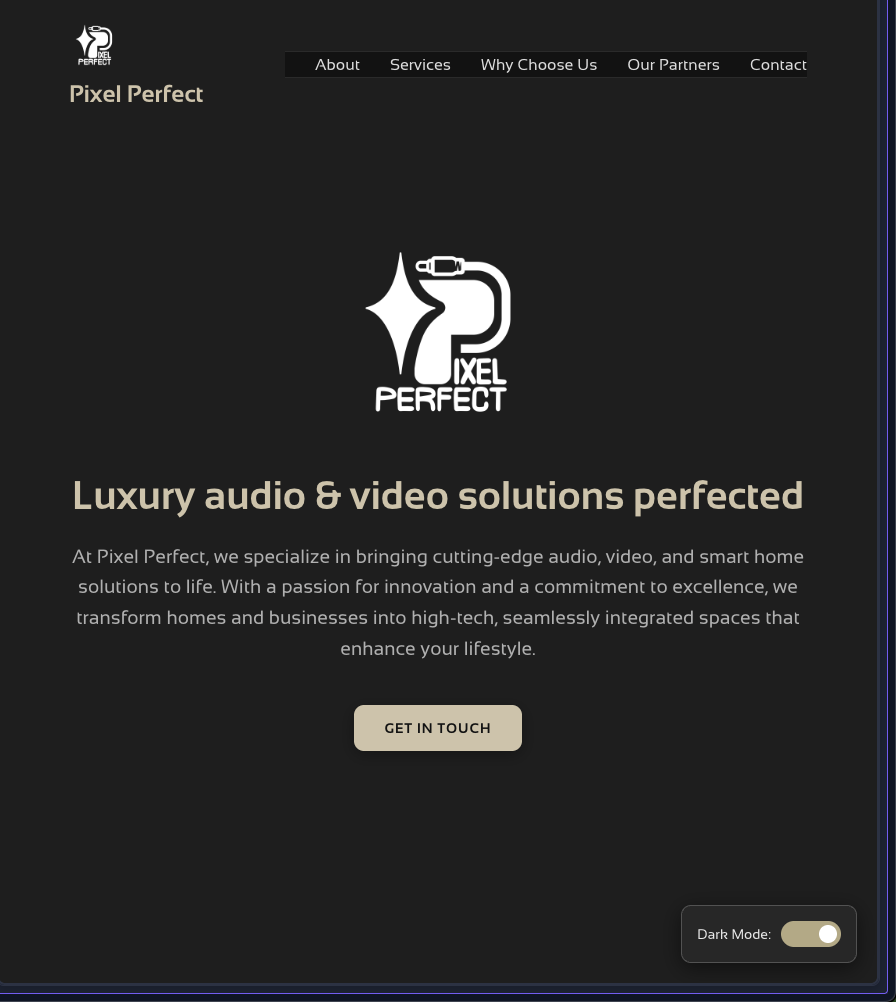 PIXEL
PERFECT
Pixel Perfect
About Services Why Choose Us Our Partners Contact
PIXEL
PERFECT
Luxury audio & video solutions perfected
At Pixel Perfect, we specialize in bringing cutting-edge audio, video, and smart home
solutions to life. With a passion for innovation and a commitment to excellence, we
transform homes and businesses into high-tech, seamlessly integrated spaces that
enhance your lifestyle.
GET IN TOUCH
Dark Mode: